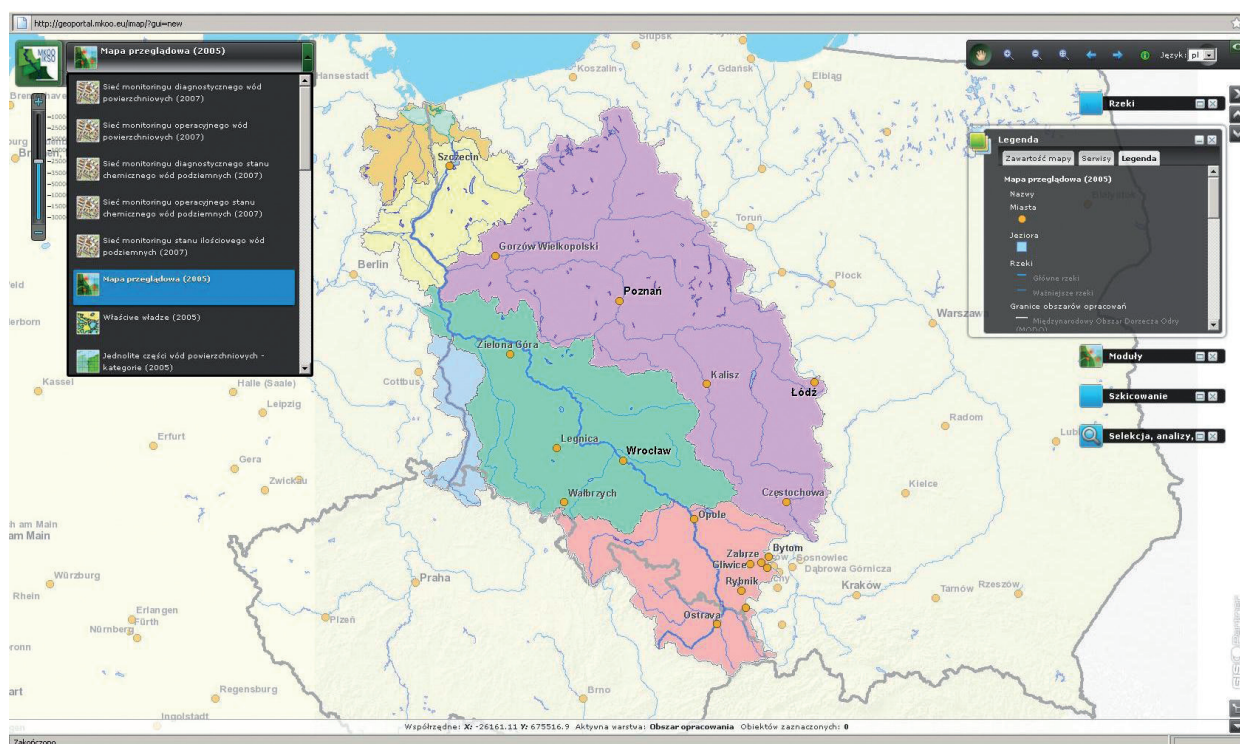 http://geoportal.mkoo.eu/imap/?gui=new
MKOO
IKSO
Mapa przeglądowa (2005)
Sieć monitoringu diagnostycznego wód
powierzchniowych (2007)
Sieć monitoringu operacyjnego wód
powierzchniowych (2007)
Sieć monitoringu diagnostycznego stanu
chemicznego wód podziemnych (2007)
Sieć monitoringu operacyjnego stanu
chemicznego wód podziemnych (2007)
Sieć monitoringu stanu ilościowego wód
podziemnych (2007)
Mapa przeglądowa (2005)
Właściwe władze (2005)
Jednolite części wód powierzchniowych -
kategorie (2005)
Język: pl
Rzeki
Legenda
Zawartość mapy Serwisy Legenda
Mapa przeglądowa (2005)
Nazwy
Miasta
Jeziora
Rzeki
Główne rzeki
Ważniejsze rzeki
Granice obszarów opracowań
Międzynarodowy Obszar Dorzecza Odry
(MODO)
Moduły
Szkicowanie
Selekcja, analizy,
Słupsk
Koszalin
Gdańsk
Elbląg
Hansestadt
Szczecin
Toruń
Gorzów Wielkopolski
Berlin
Płock
Poznań
Warszawa
Zielona Góra
Kalisz
Łódź
Cottbus
Kassel
Halle (Saale)
Leipzig
Radom
Erfurt
Legnica
Wrocław
Gera
Zwickau
Wałbrzych
Częstochowa
Kielce
Opole
am Main
Bytom
Zabrze
Sosnowiec
Gliwice
Dąbrowa Górnicza
Würzburg
Praha
Rybnik
Kraków
Tarnów
Rzeszów
Rhein
Erlangen
Fürth
Nürnberg
Plzeň
Ostrava
Regensburg
Brno
Ingolstadt
Współrzędne: X: -26161.11 Y: 675516.9 Aktywna warstwa: Obszar opracowania Obiektów zaznaczonych: 0
Zakończono